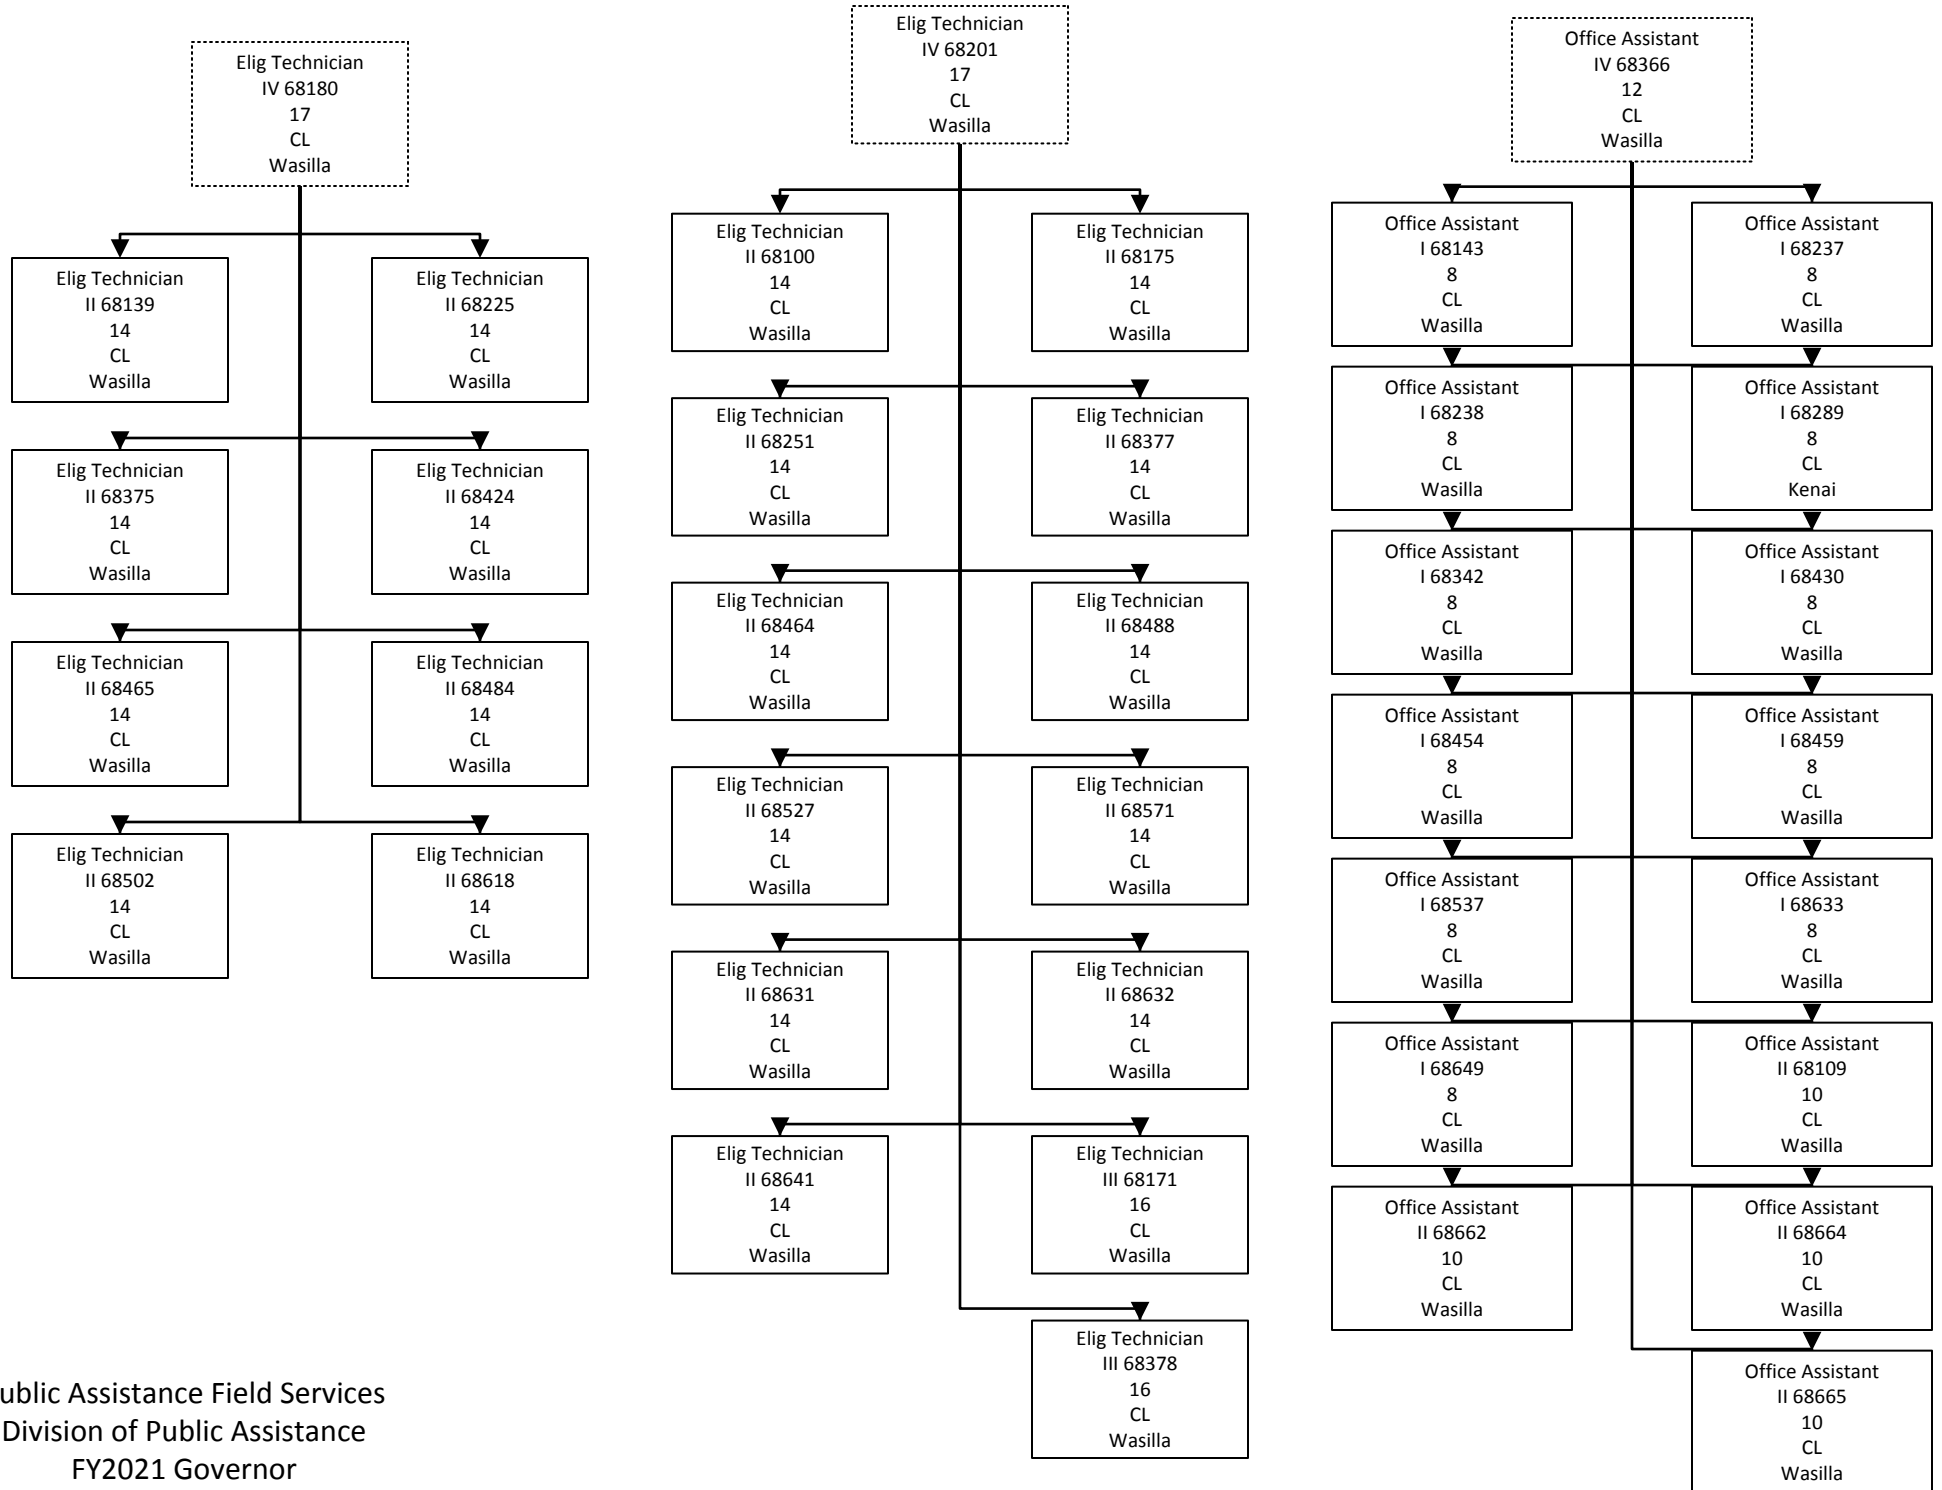 Elig Technician
IV 68180
17
CL
Wasilla
Elig Technician
II 68139
14
CL
Wasilla
Elig Technician
II 68225
14
CL
Wasilla
Elig Technician
II 68375
14
CL
Wasilla
Elig Technician
II 68424
14
CL
Wasilla
Elig Technician
II 68465
14
CL
Wasilla
Elig Technician
II 68484
14
CL
Wasilla
Elig Technician
II 68502
14
CL
Wasilla
Elig Technician
II 68618
14
CL
Wasilla
Elig Technician
IV 68201
17
CL
Wasilla
Elig Technician
II 68100
14
CL
Wasilla
Elig Technician
II 68175
14
CL
Wasilla
Elig Technician
II 68251
14
CL
Wasilla
Elig Technician
II 68377
14
CL
Wasilla
Elig Technician
II 68464
14
CL
Wasilla
Elig Technician
II 68488
14
CL
Wasilla
Elig Technician
II 68527
14
CL
Wasilla
Elig Technician
II 68571
14
CL
Wasilla
Elig Technician
II 68631
14
CL
Wasilla
Elig Technician
II 68632
14
CL
Wasilla
Elig Technician
II 68641
14
CL
Wasilla
Elig Technician
III 68171
16
CL
Wasilla
Elig Technician
III 68378
16
CL
Wasilla
Office Assistant
IV 68366
12
CL
Wasilla
Office Assistant
I 68143
8
CL
Wasilla
Office Assistant
I 68237
8
CL
Wasilla
Office Assistant
I 68238
8
CL
Wasilla
Office Assistant
I 68289
8
CL
Kenai
Office Assistant
I 68342
8
CL
Wasilla
Office Assistant
I 68430
8
CL
Wasilla
Office Assistant
I 68454
8
CL
Wasilla
Office Assistant
I 68459
8
CL
Wasilla
Office Assistant
I 68537
8
CL
Wasilla
Office Assistant
I 68633
8
CL
Wasilla
Office Assistant
I 68649
8
CL
Wasilla
Office Assistant
II 68109
10
CL
Wasilla
Office Assistant
II 68662
10
CL
Wasilla
Office Assistant
II 68664
10
CL
Wasilla
Office Assistant
II 68665
10
CL
Wasilla
ublic Assistance Field Services
Division of Public Assistance
FY2021 Governor